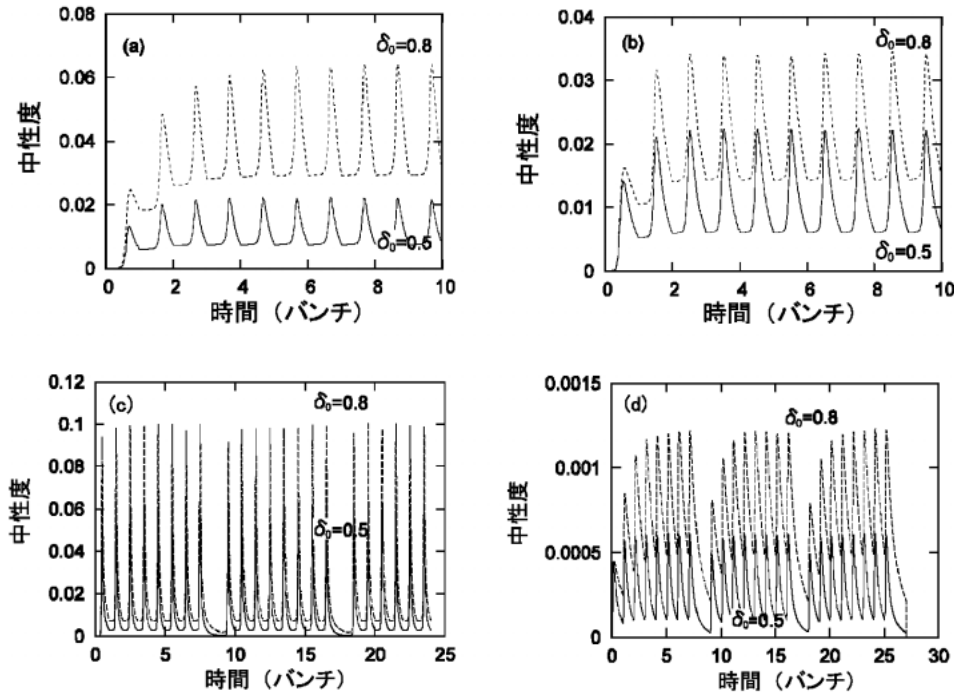 (a)
δ₀=0.8
δ₀=0.5
中性度
0.08
0.06
0.04
0.02
0
0 2 4 6 8 10
時間（バンチ）
(b)
δ₀=0.8
δ₀=0.5
中性度
0.04
0.03
0.02
0.01
0
0 2 4 6 8 10
時間（バンチ）
(c)
δ₀=0.8
δ₀=0.5
中性度
0.12
0.1
0.08
0.06
0.04
0.02
0
0 5 10 15 20 25
時間（バンチ）
(d)
δ₀=0.8
δ₀=0.5
中性度
0.0015
0.001
0.0005
0
0 5 10 15 20 25 30
時間（バンチ）